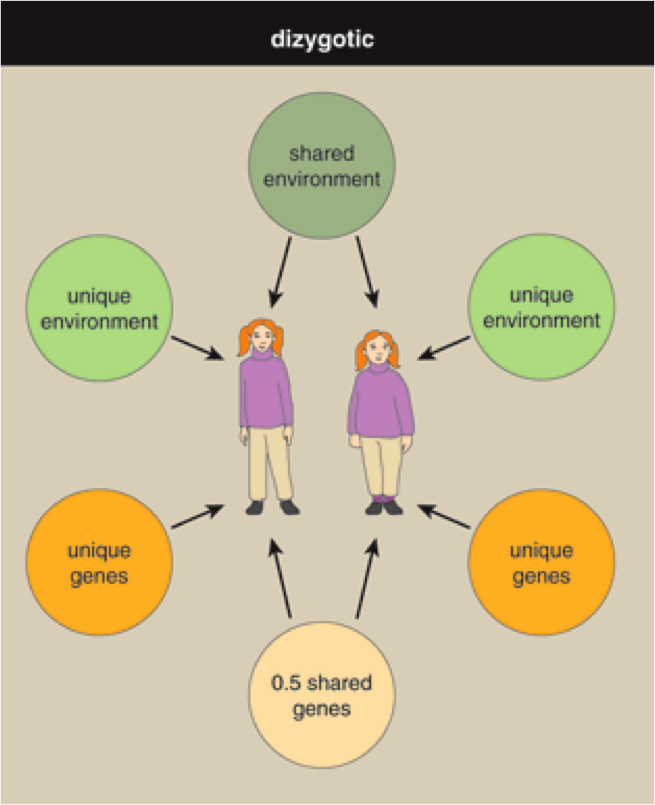 dizygotic
shared
environment
unique
environment
unique
environment
unique
genes
unique
genes
0.5 shared
genes